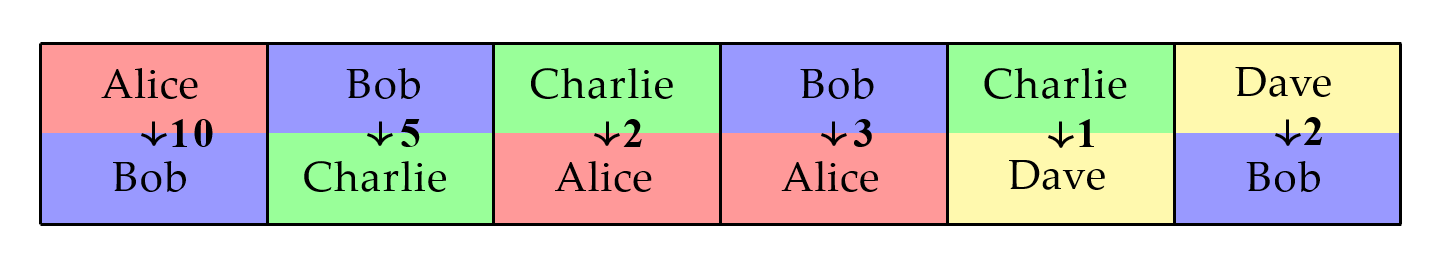 Alice
↓10
Bob
Bob
↓5
Charlie
Charlie
↓2
Alice
Bob
↓3
Alice
Charlie
↓1
Dave
Dave
↓2
Bob